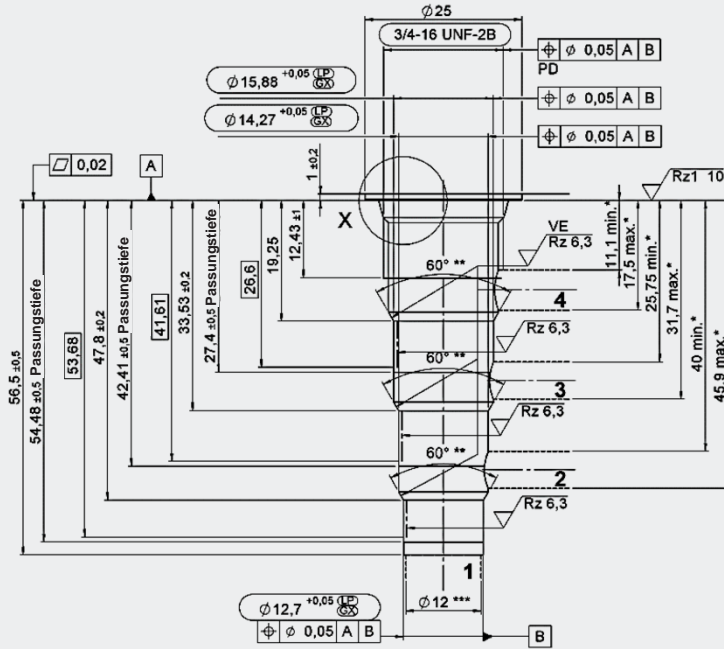 Ø25
3/4-16 UNF-2B
⌖ Ø 0,05 A B
PD
Ø15,88 +0,05 LP GX
⌖ Ø 0,05 A B
Ø14,27 +0,05 LP GX
⌖ Ø 0,05 A B
1 ±0,2
⏥ 0,02
A
Rz1 10
X
VE
Rz 6,3
56,5 ±0,5
54,48 ±0,5 Passungstiefe
53,68
47,8 ±0,2
42,41 ±0,5 Passungstiefe
41,61
33,53 ±0,2
27,4 ±0,5 Passungstiefe
26,6
19,25
12,43 ±1
11,1 min.*
17,5 max.*
25,75 min.*
31,7 max.*
40 min.*
45,9 max.*
60° **
4
Rz 6,3
60° **
3
Rz 6,3
60° **
2
Rz 6,3
1
Ø12 ***
Ø12,7 +0,05 LP GX
⌖ Ø 0,05 A B
B